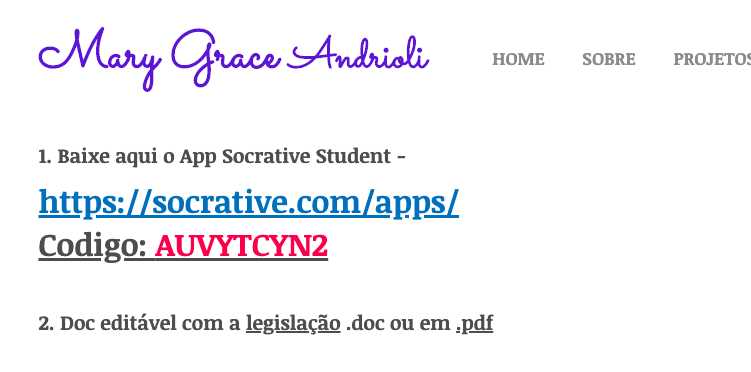 Mary Grace Andrioli
HOME SOBRE PROJETOS
1. Baixe aqui o App Socrative Student -
https://socrative.com/apps/
Codigo: AUVYTCYN2
2. Doc editável com a legislação .doc ou em .pdf